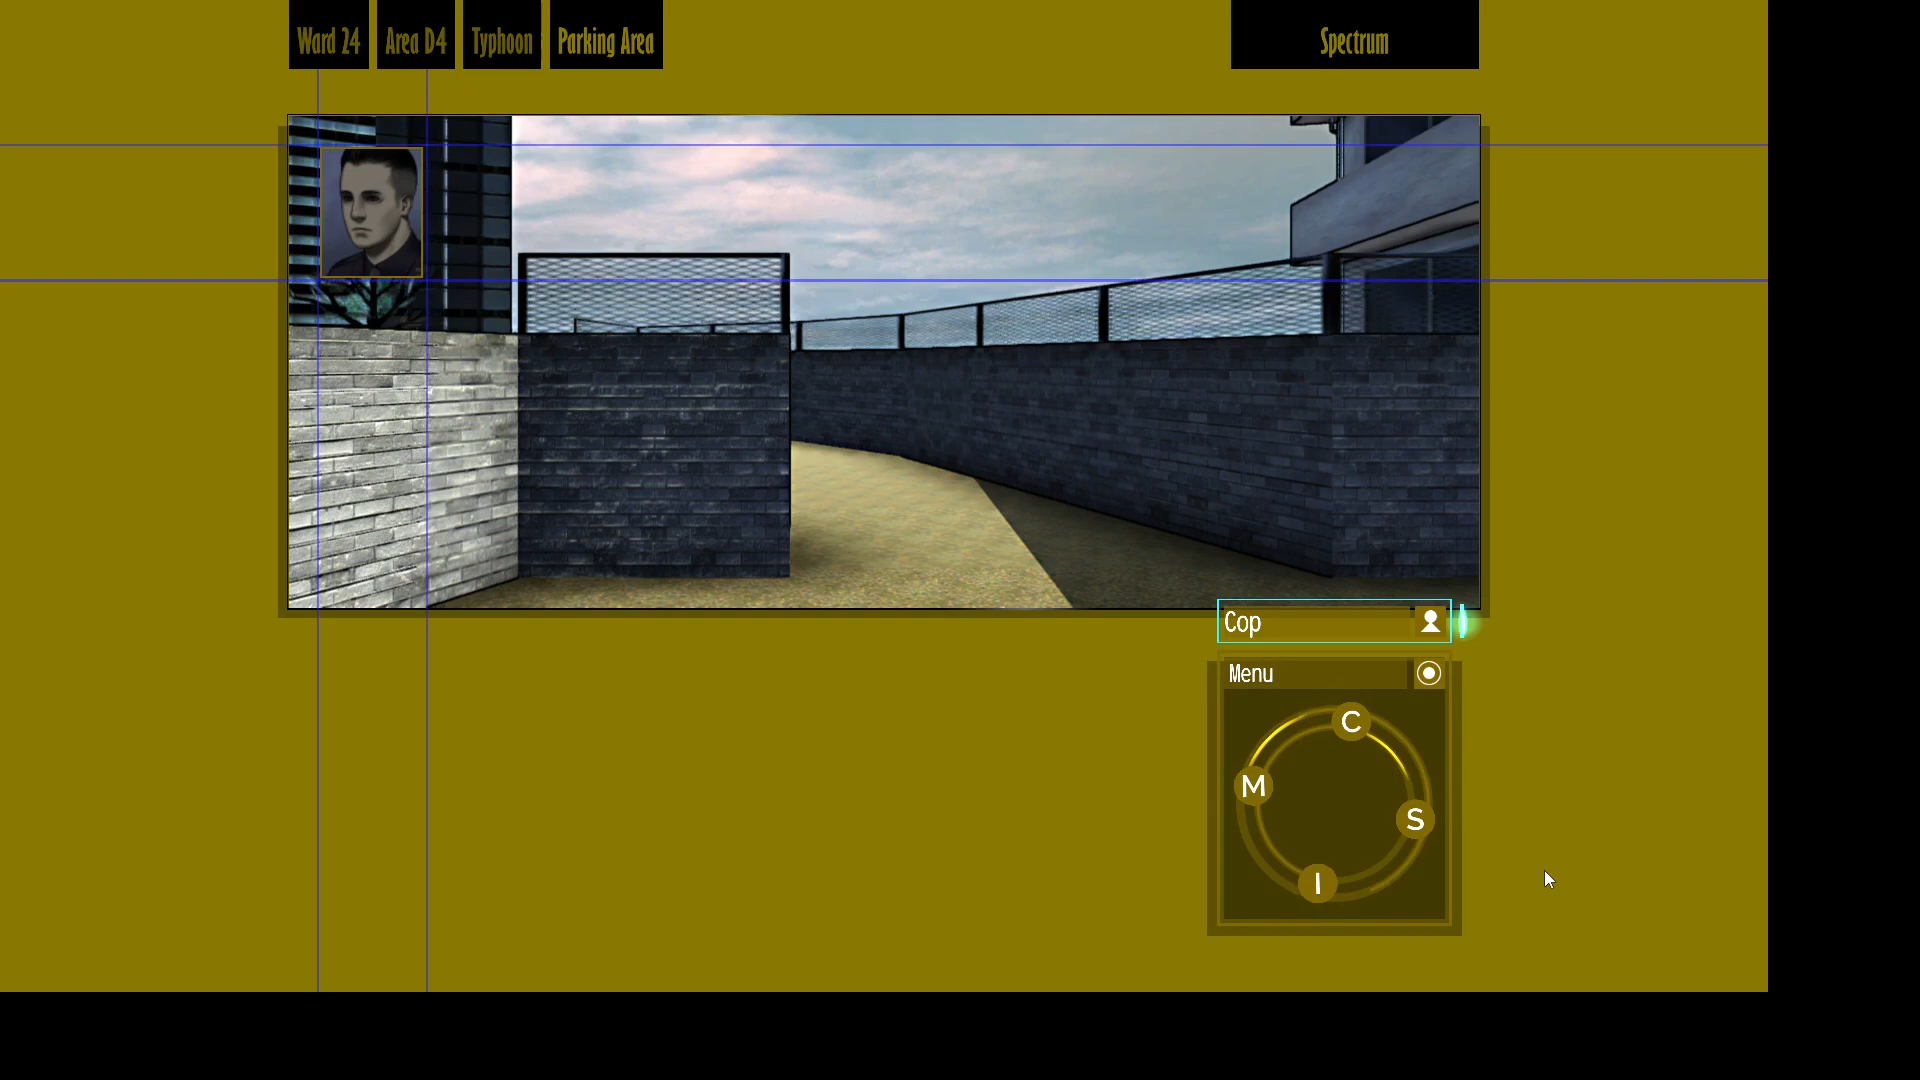 Ward 24
Area D4
Typhoon
Parking Area
Spectrum
Cop
Menu
C
M
S
I